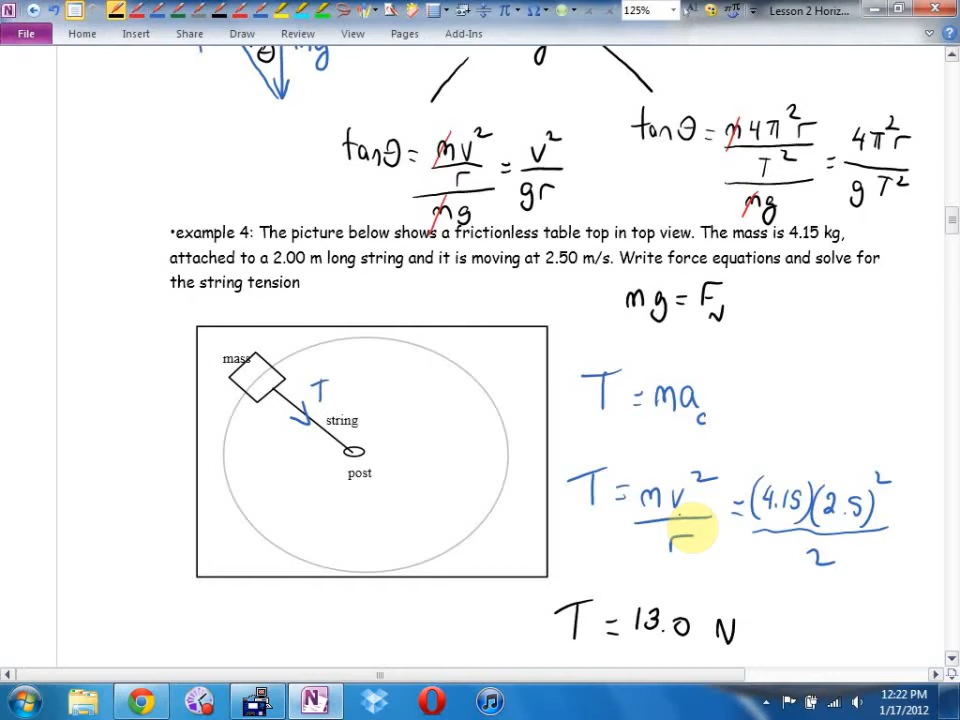 125%
Lesson 2 Horiz...
File Home Insert Share Draw Review View Pages Add-Ins
θ mg g
tanθ = mv²/r / mg = v²/gr
tanθ = m4π²r/T² / mg = 4π²r/gT²
•example 4: The picture below shows a frictionless table top in top view. The mass is 4.15 kg,
attached to a 2.00 m long string and it is moving at 2.50 m/s. Write force equations and solve for
the string tension
mg = F_N
mass
T
string
post
T = ma_c
T = mv²/r = (4.15)(2.5)²/2
T = 13.0 N
12:22 PM
1/17/2012